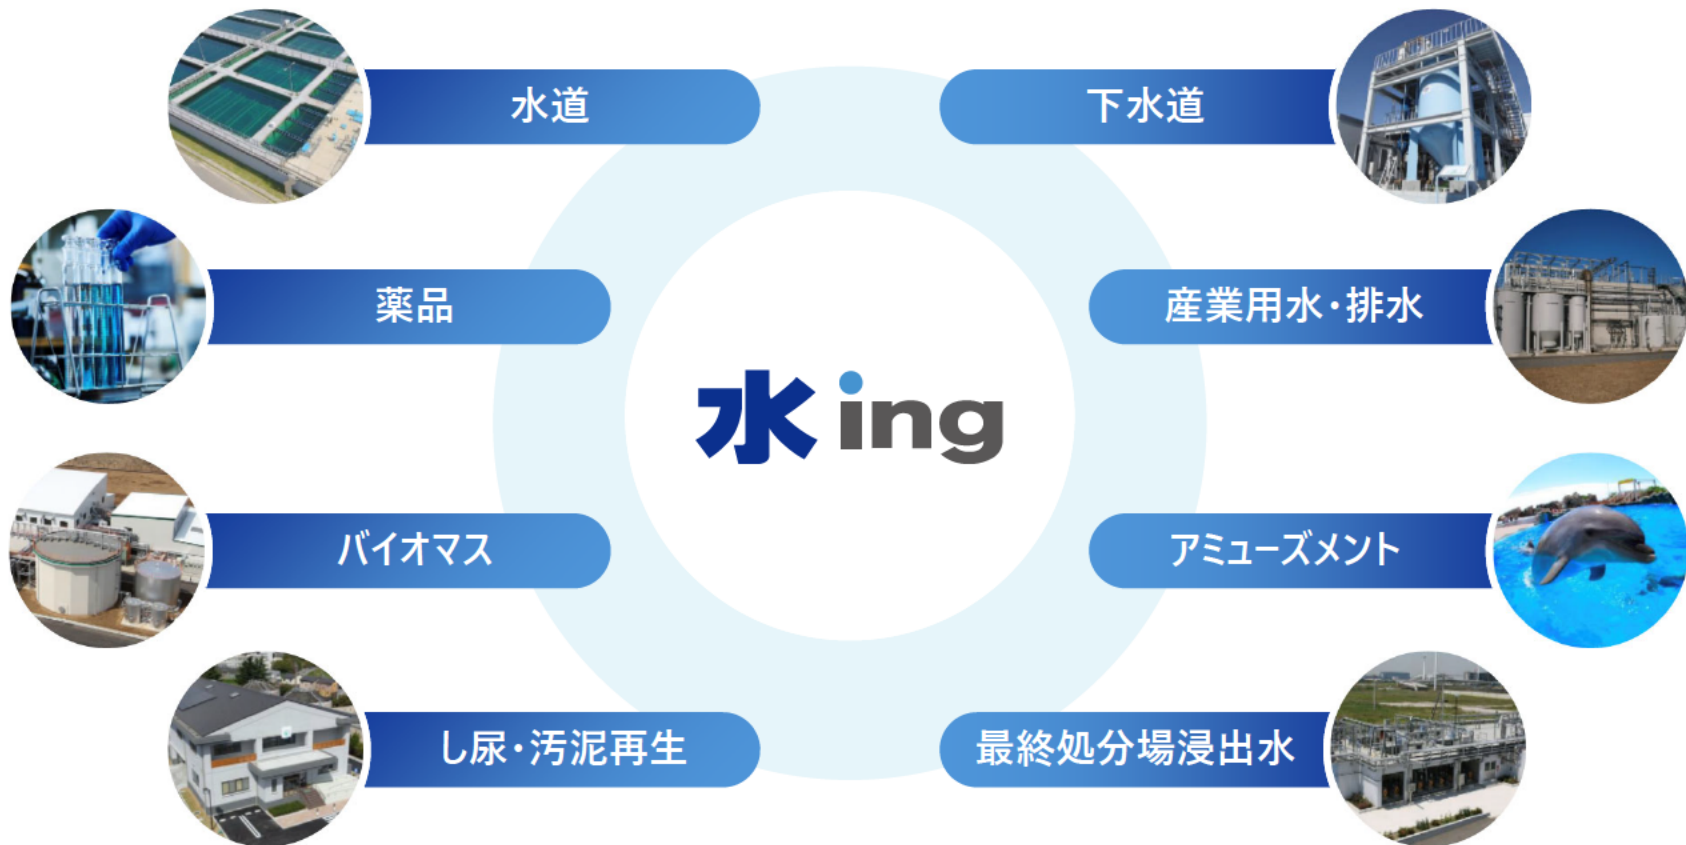 水道
下水道
薬品
産業用水・排水
水ing
バイオマス
アミューズメント
し尿・汚泥再生
最終処分場浸出水